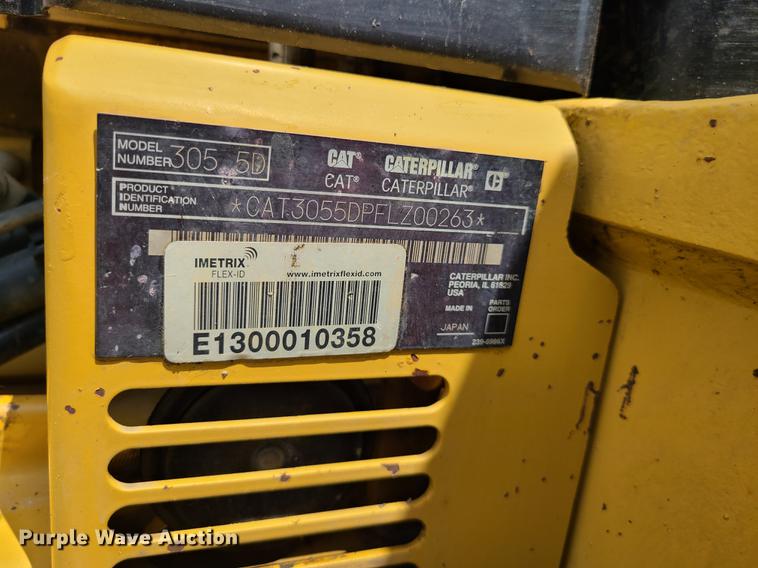 MODEL NUMBER 305 5D
CAT® CATERPILLAR®
CAT® CATERPILLAR®
PRODUCT IDENTIFICATION NUMBER *CAT3055DPFLZ00263*
IMETRIX
FLEX-ID www.imetrixflexid.com
E1300010358
CATERPILLAR INC.
PEORIA, IL 61629
USA
MADE IN PARTS ORDER
JAPAN
239-6986X
Purple Wave Auction